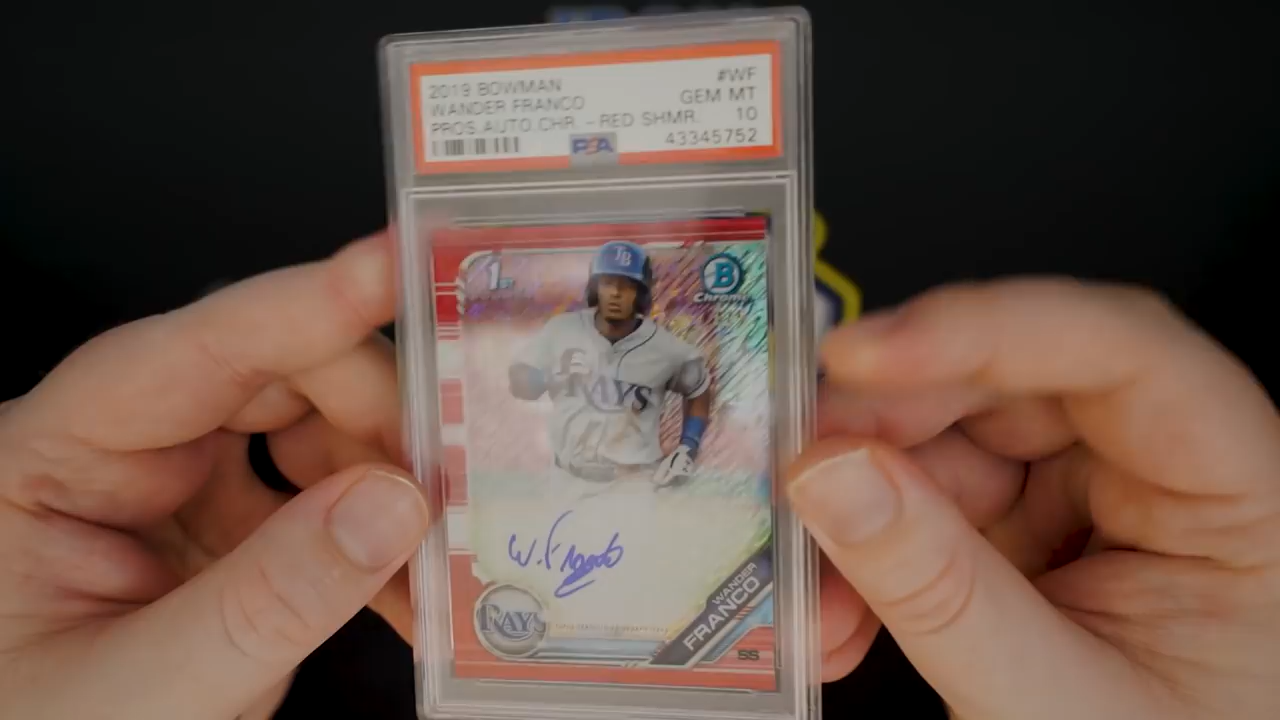 2019 BOWMAN #WF
WANDER FRANCO GEM MT
PROS.AUTO.CHR. - RED SHMR. 10
PSA 43345752
1ST
TB
B
Chrome
RAYS
W. Franco
RAYS
WANDER
FRANCO
SS